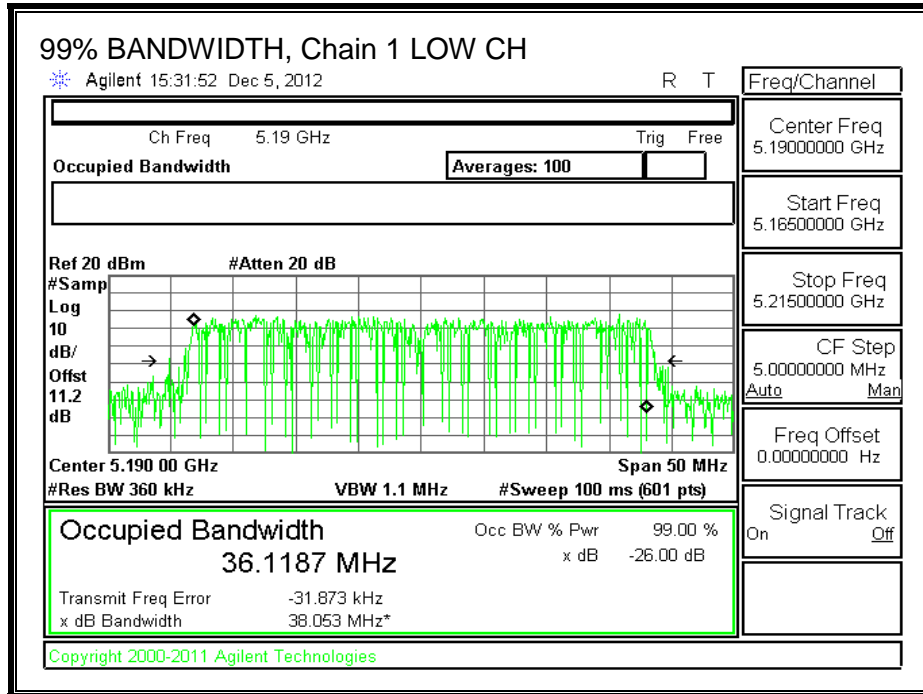 99% BANDWIDTH, Chain 1 LOW CH
Agilent 15:31:52 Dec 5, 2012 R T
Freq/Channel
Ch Freq 5.19 GHz Trig Free
Occupied Bandwidth Averages: 100
Center Freq
5.19000000 GHz
Start Freq
5.16500000 GHz
Stop Freq
5.21500000 GHz
CF Step
5.00000000 MHz
Auto Man
Freq Offset
0.00000000 Hz
Signal Track
On Off
Ref 20 dBm #Atten 20 dB
#Samp
Log
10
dB/
Offst
11.2
dB
Center 5.190 00 GHz Span 50 MHz
#Res BW 360 kHz VBW 1.1 MHz #Sweep 100 ms (601 pts)
Occupied Bandwidth Occ BW % Pwr 99.00 %
36.1187 MHz x dB -26.00 dB
Transmit Freq Error -31.873 kHz
x dB Bandwidth 38.053 MHz*
Copyright 2000-2011 Agilent Technologies